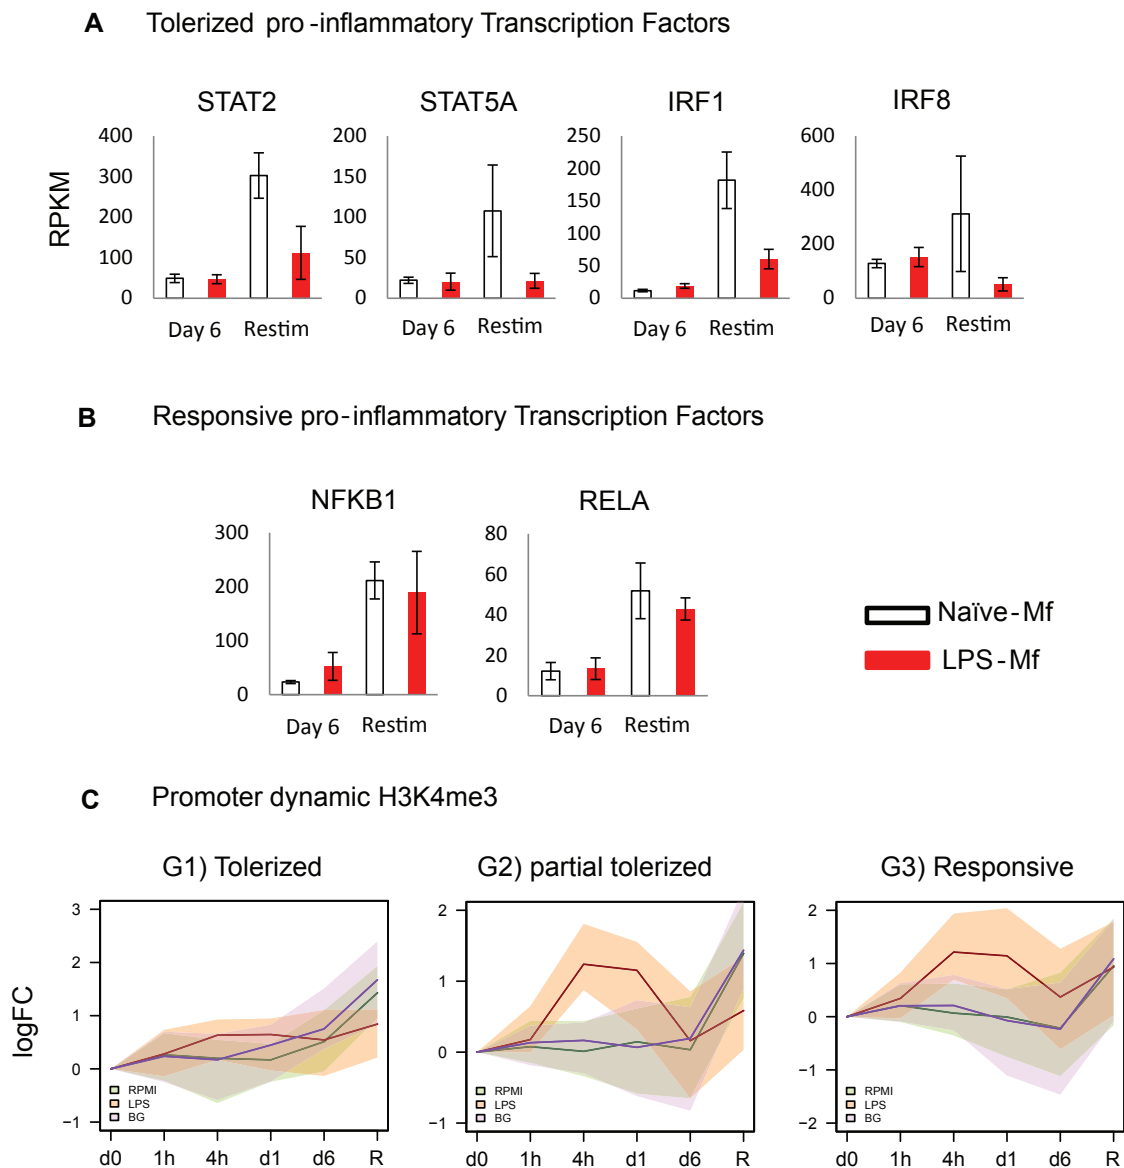 A Tolerized pro-inflammatory Transcription Factors
STAT2 STAT5A IRF1 IRF8
RPKM
400
300
200
100
0
200
150
100
50
0
250
200
150
100
50
0
600
400
200
0
Day 6 Restim Day 6 Restim Day 6 Restim Day 6 Restim
B Responsive pro-inflammatory Transcription Factors
NFKB1 RELA
300
200
100
0
80
60
40
20
0
Day 6 Restim Day 6 Restim
Naïve-Mf
LPS-Mf
C Promoter dynamic H3K4me3
G1) Tolerized G2) partial tolerized G3) Responsive
logFC
3
2
1
0
−1
RPMI
LPS
BG
d0 1h 4h d1 d6 R
2
1
0
−1
RPMI
LPS
BG
d0 1h 4h d1 d6 R
2
1
0
−1
−2
RPMI
LPS
BG
d0 1h 4h d1 d6 R